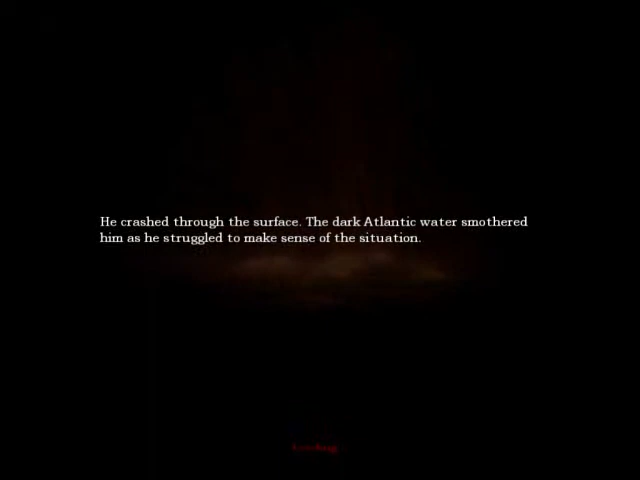 He crashed through the surface. The dark Atlantic water smothered
him as he struggled to make sense of the situation.